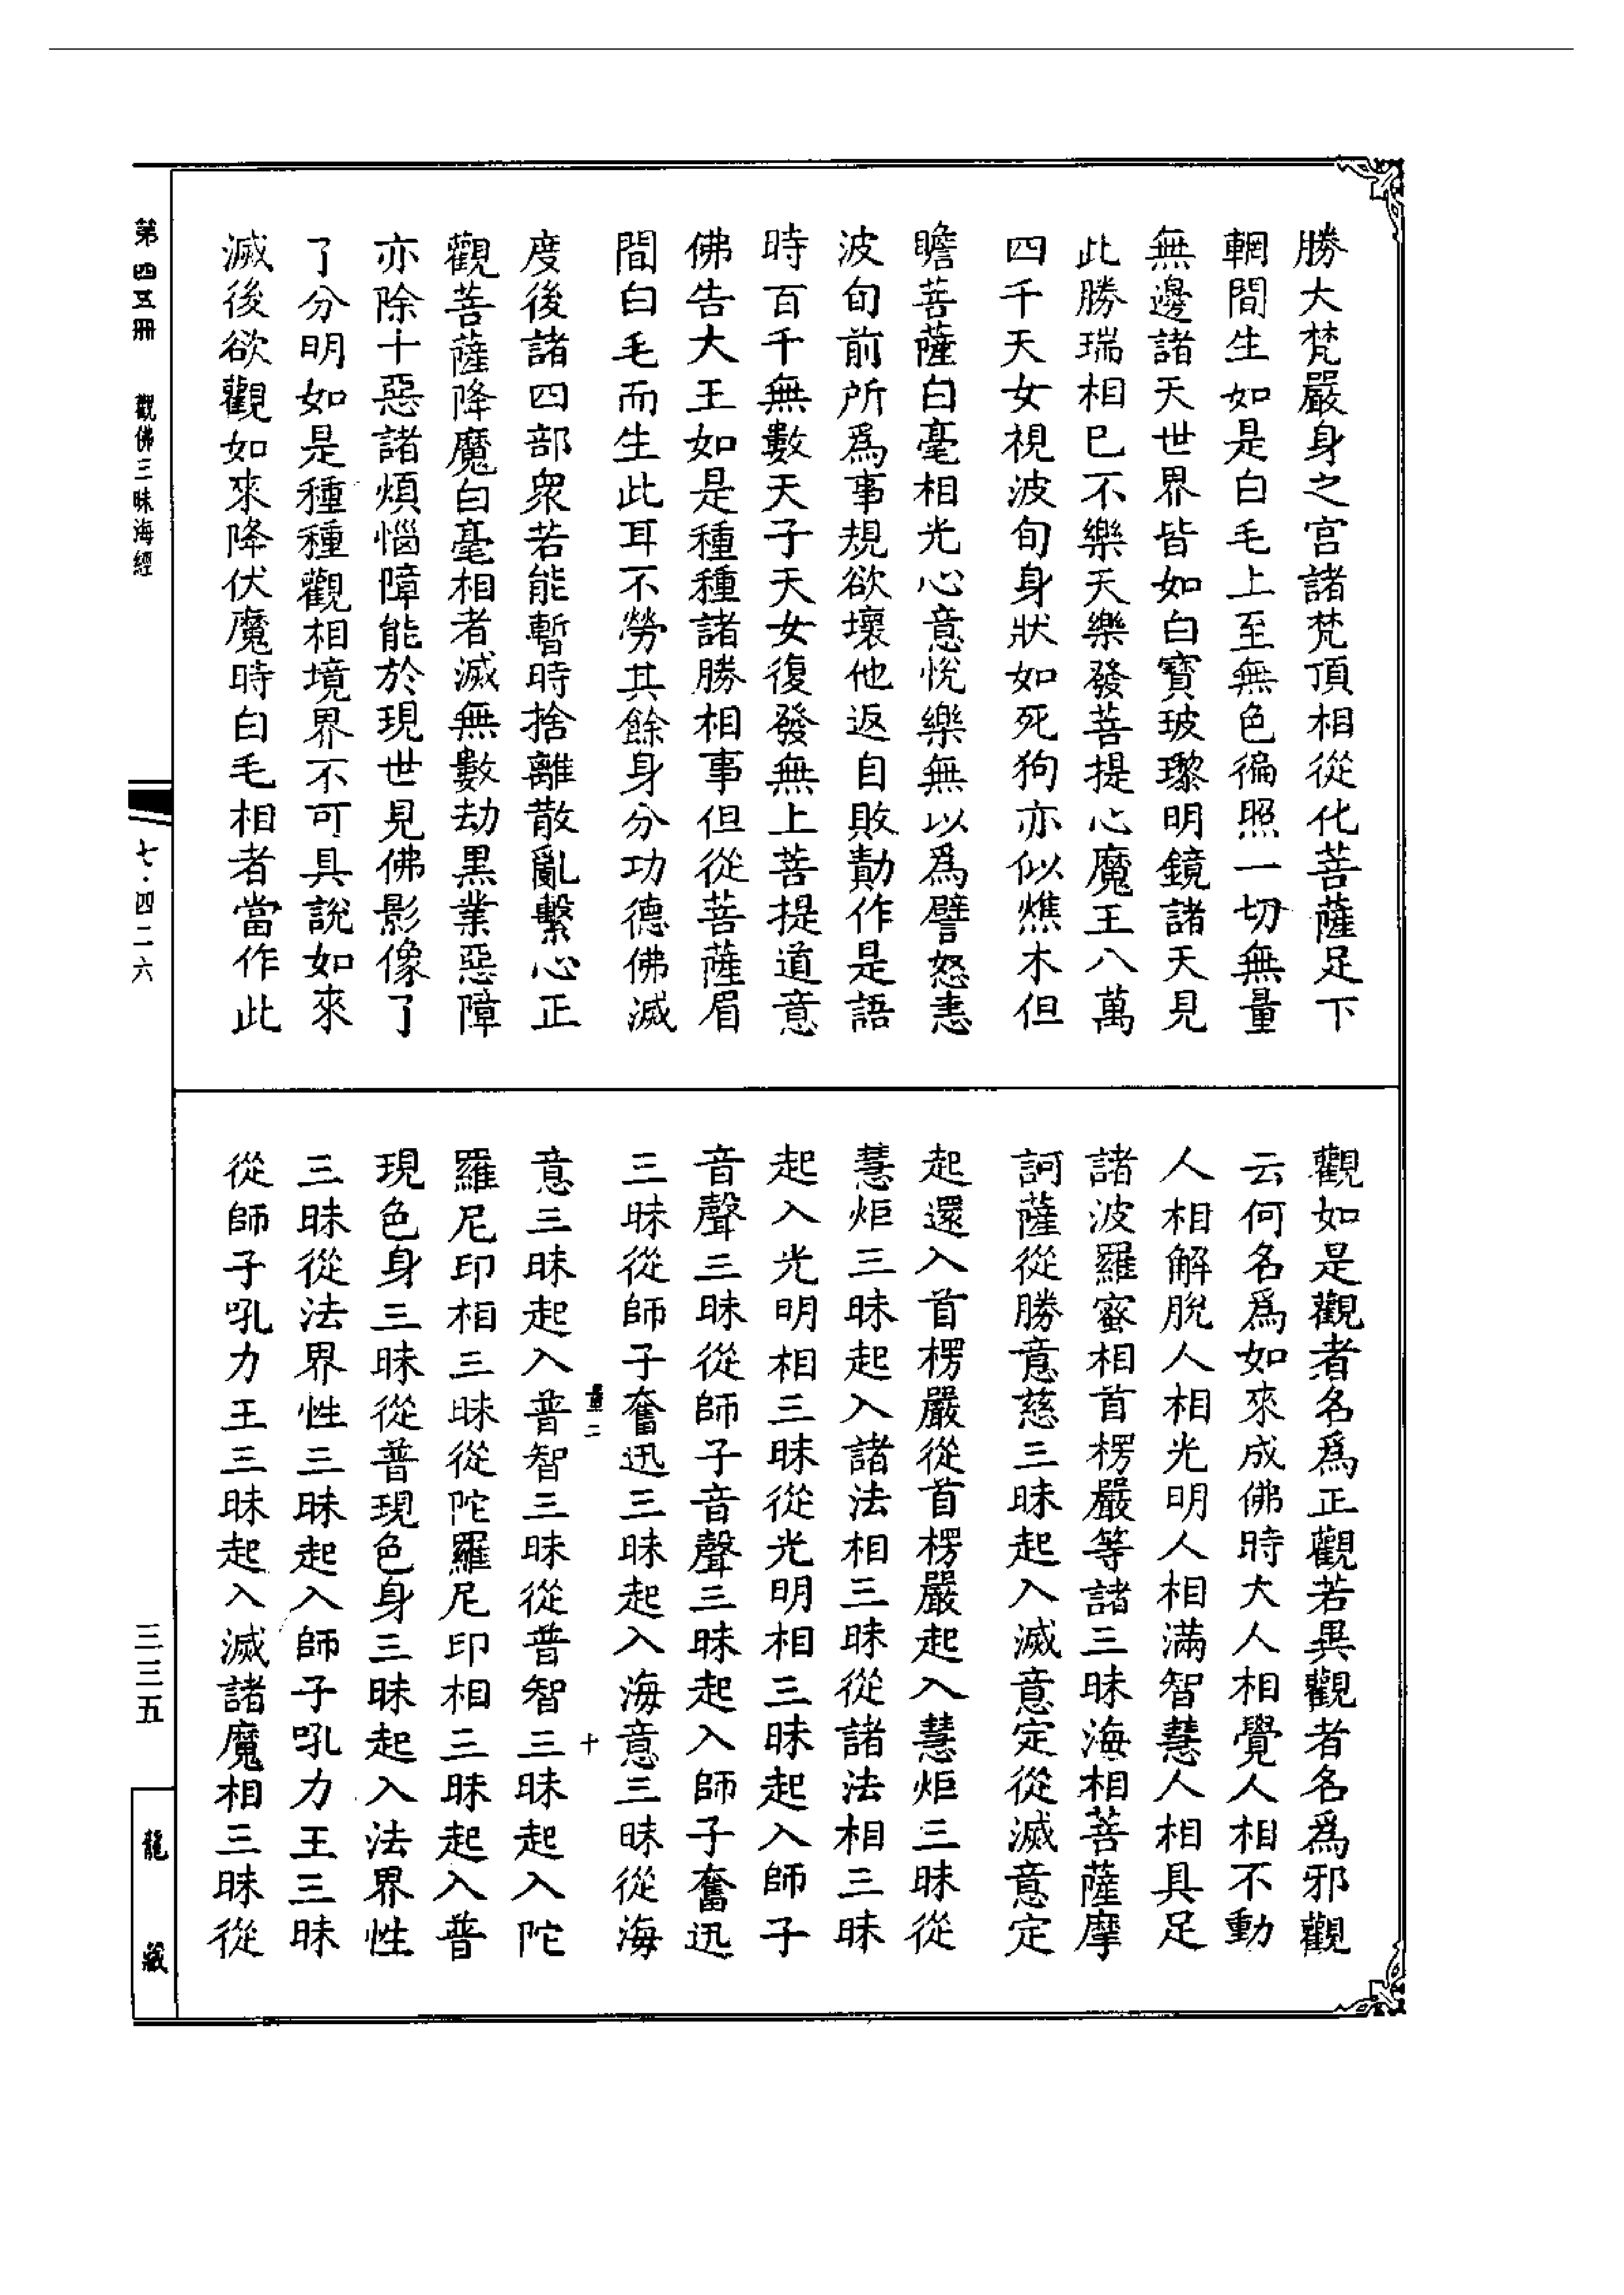 勝大梵嚴身之宮諸梵頂相從化菩薩足下
輞間生如是白毛上至無色徧照一切無量
無邊諸天世界皆如白寶玻瓈明鏡諸天見
此勝瑞相已不樂天樂發菩提心魔王八萬
四千天女視波旬身狀如死狗亦似燋木但
瞻菩薩白毫相光心意悅樂無以爲譬怒恚
波旬前所爲事規欲壞他返自敗勣作是語
時百千無數天子天女復發無上菩提道意
佛告大王如是種種諸勝相事但從菩薩眉
間白毛而生此耳不勞其餘身分功德佛滅
度後諸四部衆若能暫時捨離散亂繫心正
觀菩薩降魔白毫相者滅無數劫黑業惡障
亦除十惡諸煩惱障能於現世見佛影像了
了分明如是種種觀相境界不可具說如來
滅後欲觀如來降伏魔時白毛相者當作此
觀如是觀者名爲正觀若異觀者名爲邪觀
云何名爲如來成佛時大人相覺人相不動
人相解脫人相光明人相滿智慧人相具足
諸波羅蜜相首楞嚴等諸三昧海相菩薩摩
訶薩從勝意慈三昧起入滅意定從滅意定
起還入首楞嚴從首楞嚴起入慧炬三昧從
慧炬三昧起入諸法相三昧從諸法相三昧
起入光明相三昧從光明相三昧起入師子
音聲三昧從師子音聲三昧起入師子奮迅
三昧從師子奮迅三昧起入海意三昧從海
量二 十
意三昧起入普智三昧從普智三昧起入陀
羅尼印相三昧從陀羅尼印相三昧起入普
現色身三昧從普現色身三昧起入法界性
三昧從法界性三昧起入師子吼力王三昧
從師子吼力王三昧起入滅諸魔相三昧從
第四五冊 觀佛三昧海經
七·四二六
三三五
龍藏